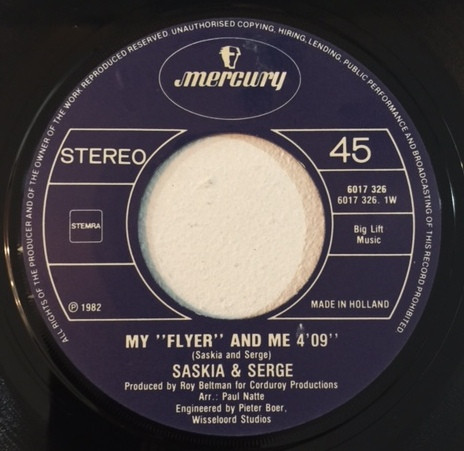 ALL RIGHTS OF THE PRODUCER AND OF THE OWNER OF THE WORK REPRODUCED RESERVED. UNAUTHORISED COPYING, HIRING, LENDING, PUBLIC PERFORMANCE AND BROADCASTING OF THIS RECORD PROHIBITED
mercury
STEREO
45
6017 326
6017 326. 1W
STEMRA
Big Lift
Music
℗ 1982
MADE IN HOLLAND
MY "FLYER" AND ME 4'09"
(Saskia and Serge)
SASKIA & SERGE
Produced by Roy Beltman for Corduroy Productions
Arr.: Paul Natte
Engineered by Pieter Boer,
Wisseloord Studios